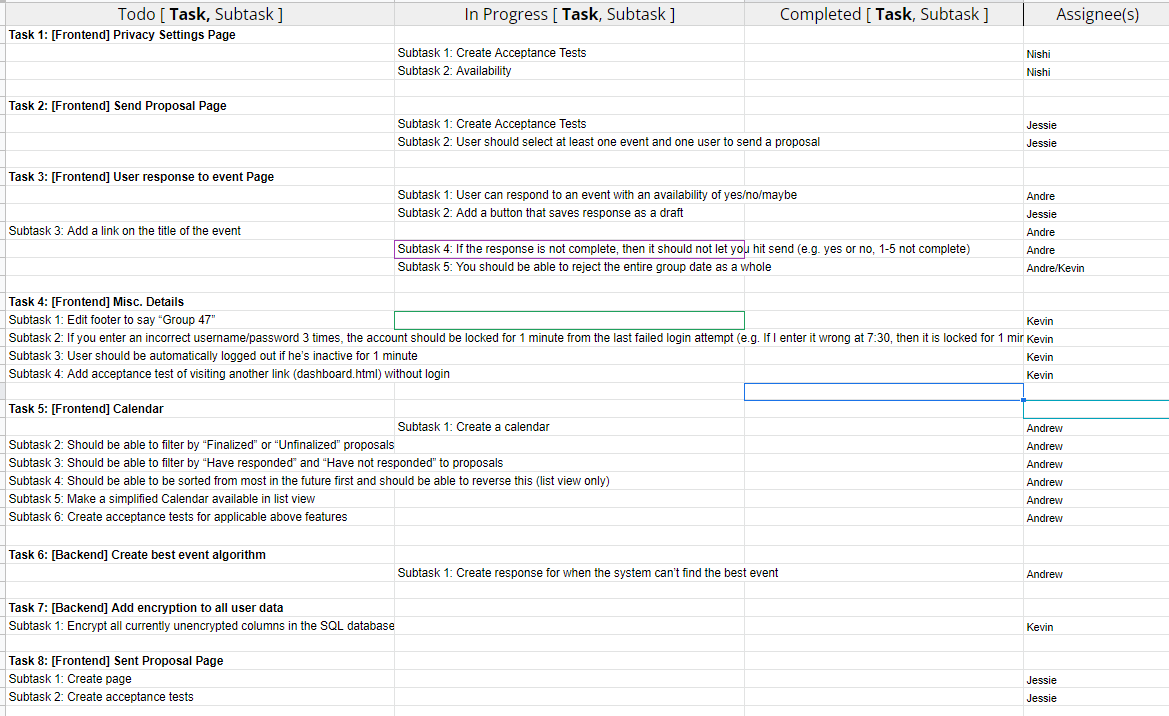 Todo [ Task, Subtask ] In Progress [ Task, Subtask ] Completed [ Task, Subtask ] Assignee(s)
Task 1: [Frontend] Privacy Settings Page
Subtask 1: Create Acceptance Tests Nishi
Subtask 2: Availability Nishi
Task 2: [Frontend] Send Proposal Page
Subtask 1: Create Acceptance Tests Jessie
Subtask 2: User should select at least one event and one user to send a proposal Jessie
Task 3: [Frontend] User response to event Page
Subtask 1: User can respond to an event with an availability of yes/no/maybe Andre
Subtask 2: Add a button that saves response as a draft Jessie
Subtask 3: Add a link on the title of the event Andre
Subtask 4: If the response is not complete, then it should not let you hit send (e.g. yes or no, 1-5 not complete) Andre
Subtask 5: You should be able to reject the entire group date as a whole Andre/Kevin
Task 4: [Frontend] Misc. Details
Subtask 1: Edit footer to say “Group 47” Kevin
Subtask 2: If you enter an incorrect username/password 3 times, the account should be locked for 1 minute from the last failed login attempt (e.g. If I enter it wrong at 7:30, then it is locked for 1 min Kevin
Subtask 3: User should be automatically logged out if he’s inactive for 1 minute Kevin
Subtask 4: Add acceptance test of visiting another link (dashboard.html) without login Kevin
Task 5: [Frontend] Calendar
Subtask 1: Create a calendar Andrew
Subtask 2: Should be able to filter by “Finalized” or “Unfinalized” proposals Andrew
Subtask 3: Should be able to filter by “Have responded” and “Have not responded” to proposals Andrew
Subtask 4: Should be able to be sorted from most in the future first and should be able to reverse this (list view only) Andrew
Subtask 5: Make a simplified Calendar available in list view Andrew
Subtask 6: Create acceptance tests for applicable above features Andrew
Task 6: [Backend] Create best event algorithm
Subtask 1: Create response for when the system can’t find the best event Andrew
Task 7: [Backend] Add encryption to all user data
Subtask 1: Encrypt all currently unencrypted columns in the SQL database Kevin
Task 8: [Frontend] Sent Proposal Page
Subtask 1: Create page Jessie
Subtask 2: Create acceptance tests Jessie